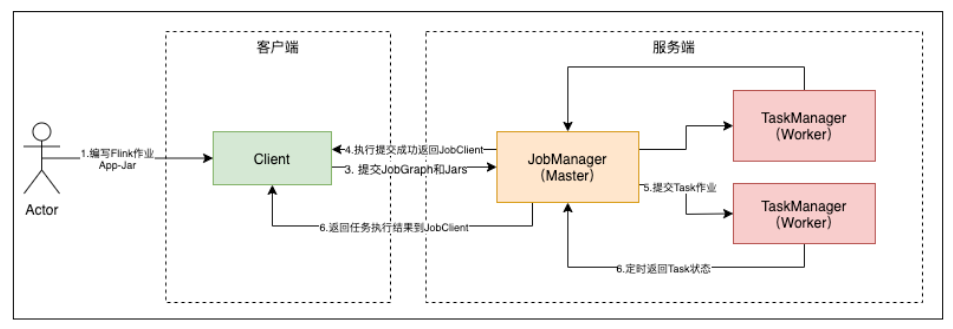 客户端
服务端
1.编写Flink作业
App-Jar
Actor
Client
4.执行提交成功返回JobClient
3. 提交JobGraph和Jars
6.返回任务执行结果到JobClient
JobManager
（Master）
5.提交Task作业
6.定时返回Task状态
TaskManager
（Worker）
TaskManager
（Worker）